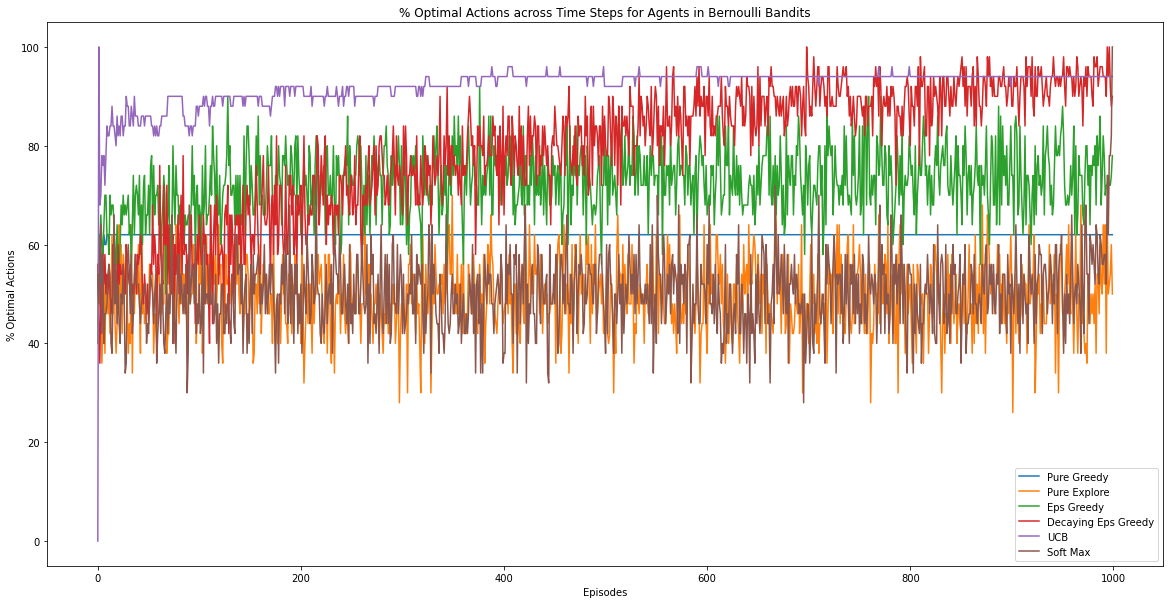 % Optimal Actions across Time Steps for Agents in Bernoulli Bandits
% Optimal Actions
100
80
60
40
20
0
0
200
400
600
800
1000
Episodes
Pure Greedy
Pure Explore
Eps Greedy
Decaying Eps Greedy
UCB
Soft Max